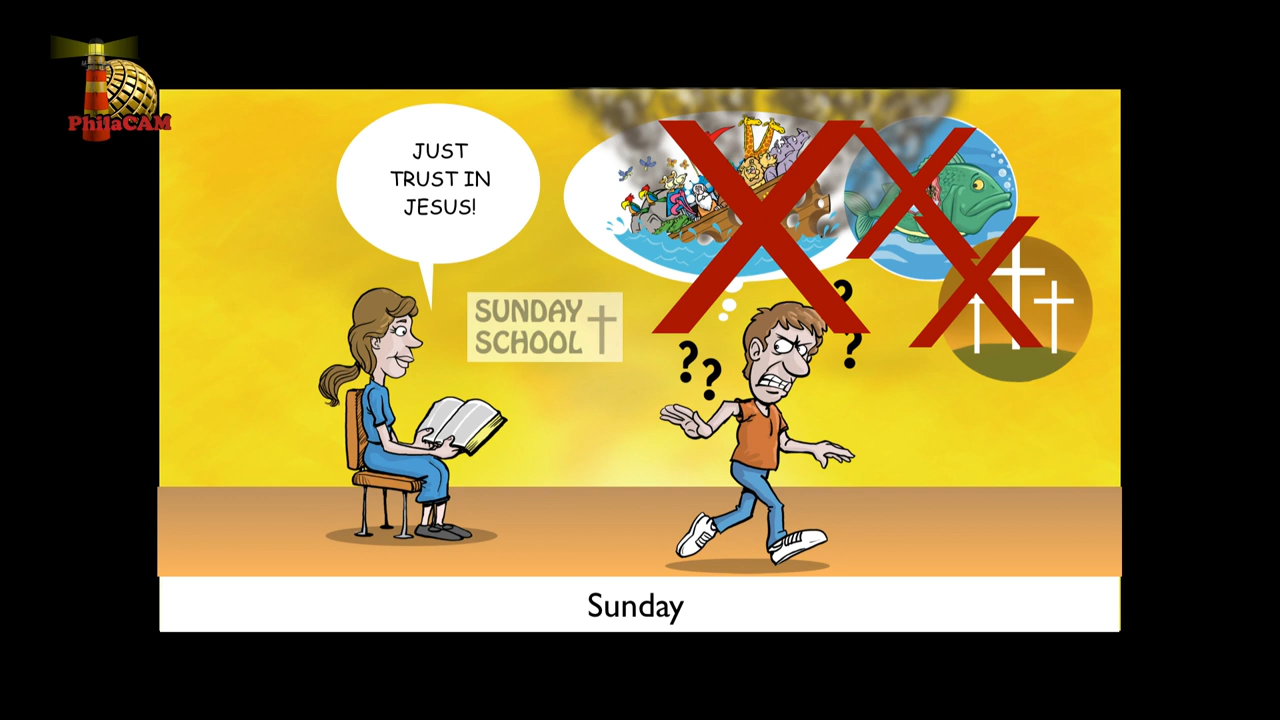 PhilaCAM
JUST
TRUST IN
JESUS!
SUNDAY
SCHOOL
? ?
? ?
Sunday